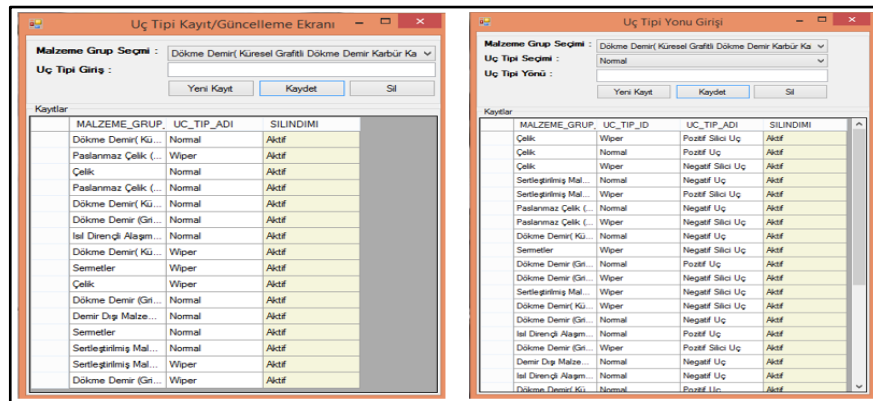 Uç Tipi Kayıt/Güncelleme Ekranı
Malzeme Grup Seçmi : Dökme Demir( Küresel Grafitli Dökme Demir Karbür Ka
Uç Tipi Giriş :
Yeni Kayıt Kaydet Sil
Kayıtlar
MALZEME_GRUP_ UC_TIP_ADI SILINDIMI
Dökme Demir( Kü... Normal Aktif
Paslanmaz Çelik (... Wiper Aktif
Çelik Normal Aktif
Paslanmaz Çelik (... Normal Aktif
Dökme Demir( Kü... Normal Aktif
Dökme Demir (Gri... Normal Aktif
Isıl Dirençli Alaşım... Normal Aktif
Dökme Demir( Kü... Wiper Aktif
Sermetler Wiper Aktif
Çelik Wiper Aktif
Dökme Demir (Gri... Wiper Aktif
Demir Dışı Malze... Normal Aktif
Sermetler Normal Aktif
Sertleştirilmiş Mal... Normal Aktif
Sertleştirilmiş Mal... Wiper Aktif
Dökme Demir (Gri... Wiper Aktif
Uç Tipi Yonu Girişi
Malzeme Grup Seçimi : Dökme Demir( Küresel Grafitli Dökme Demir Karbür Ka
Uç Tipi Seçimi : Normal
Uç Tipi Yönü :
Yeni Kayıt Kaydet Sil
Kayıtlar
MALZEME_GRUP_ UC_TIP_ID UC_TIP_ADI SILINDIMI
Çelik Wiper Pozitif Silici Uç Aktif
Çelik Normal Pozitif Uç Aktif
Çelik Wiper Negatif Silici Uç Aktif
Sertleştirilmiş Mal... Normal Negatif Uç Aktif
Sertleştirilmiş Mal... Wiper Pozitif Silici Uç Aktif
Paslanmaz Çelik (... Normal Negatif Uç Aktif
Paslanmaz Çelik (... Wiper Negatif Silici Uç Aktif
Dökme Demir( Kü... Normal Negatif Uç Aktif
Sermetler Wiper Negatif Silici Uç Aktif
Dökme Demir (Gri... Normal Pozitif Uç Aktif
Dökme Demir (Gri... Wiper Negatif Silici Uç Aktif
Sertleştirilmiş Mal... Wiper Negatif Silici Uç Aktif
Dökme Demir( Kü... Wiper Negatif Silici Uç Aktif
Dökme Demir (Gri... Normal Negatif Uç Aktif
Isıl Dirençli Alaşım... Normal Pozitif Uç Aktif
Dökme Demir (Gri... Wiper Pozitif Silici Uç Aktif
Demir Dışı Malze... Normal Negatif Uç Aktif
Isıl Dirençli Alaşım... Normal Negatif Uç Aktif
Dökme Demir( Kü... Normal Pozitif Uç Aktif